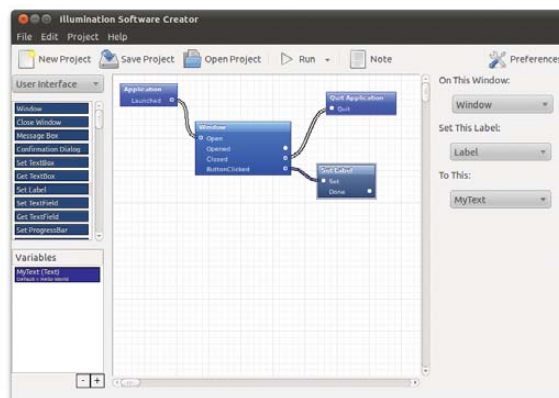 Illumination Software Creator
File Edit Project Help
New Project Save Project Open Project Run Note Preferences
User Interface
Window
Close Window
Message Box
Confirmation Dialog
Set TextBox
Get TextBox
Set Label
Set TextField
Get TextField
Set ProgressBar
Variables
MyText (Text)
Default = Hello World
- +
Application
Launched
Window
Open
Opened
Closed
ButtonClicked
Quit Application
Quit
Set Label
Set
Done
On This Window:
Window
Set This Label:
Label
To This:
MyText